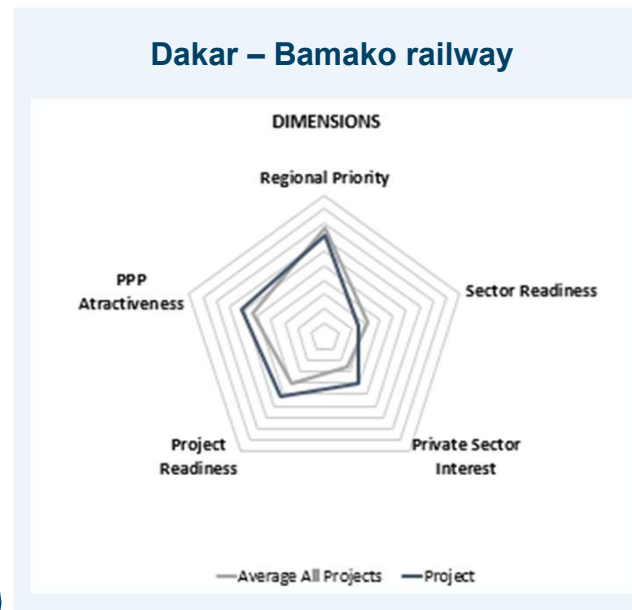 Dakar – Bamako railway
DIMENSIONS
Regional Priority
PPP
Atractiveness
Sector Readiness
Project
Readiness
Private Sector
Interest
Average All Projects
Project